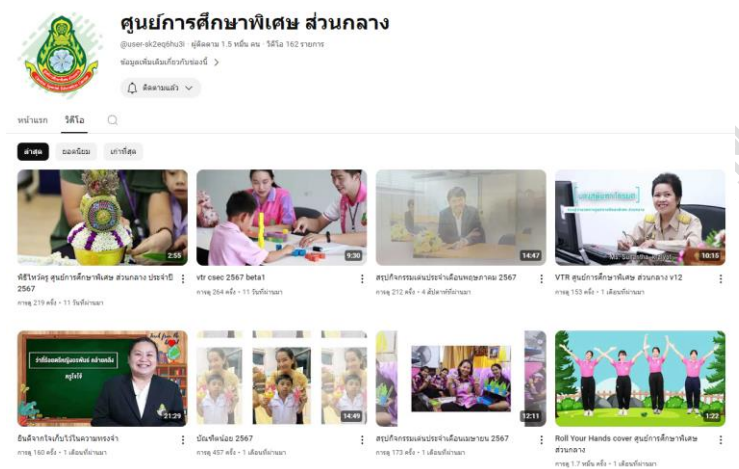 ศูนย์การศึกษาพิเศษ ส่วนกลาง
@user-sk2eq6hu3i · ผู้ติดตาม 1.5 หมื่น คน · วิดีโอ 162 รายการ
ข้อมูลเพิ่มเติมเกี่ยวกับช่องนี้ >
ติดตามแล้ว
หน้าแรก วิดีโอ
ล่าสุด ยอดนิยม เก่าที่สุด
2:55
9:30
14:47
10:15
พิธีไหว้ครู ศูนย์การศึกษาพิเศษ ส่วนกลาง ประจำปี
2567
การดู 219 ครั้ง • 11 วันที่ผ่านมา
vtr csec 2567 beta1
การดู 264 ครั้ง • 11 วันที่ผ่านมา
สรุปกิจกรรมเด่นประจำเดือนพฤษภาคม 2567
การดู 212 ครั้ง • 4 สัปดาห์ที่ผ่านมา
VTR ศูนย์การศึกษาพิเศษ ส่วนกลาง v12
การดู 153 ครั้ง • 1 เดือนที่ผ่านมา
21:29
14:49
12:11
1:22
ยินดีจากใจเก็บไว้ในความทรงจำ
การดู 160 ครั้ง • 1 เดือนที่ผ่านมา
บัณฑิตน้อย 2567
การดู 457 ครั้ง • 1 เดือนที่ผ่านมา
สรุปกิจกรรมเด่นประจำเดือนเมษายน 2567
การดู 173 ครั้ง • 1 เดือนที่ผ่านมา
Roll Your Hands cover ศูนย์การศึกษาพิเศษ
ส่วนกลาง
การดู 1.7 หมื่น ครั้ง • 1 เดือนที่ผ่านมา